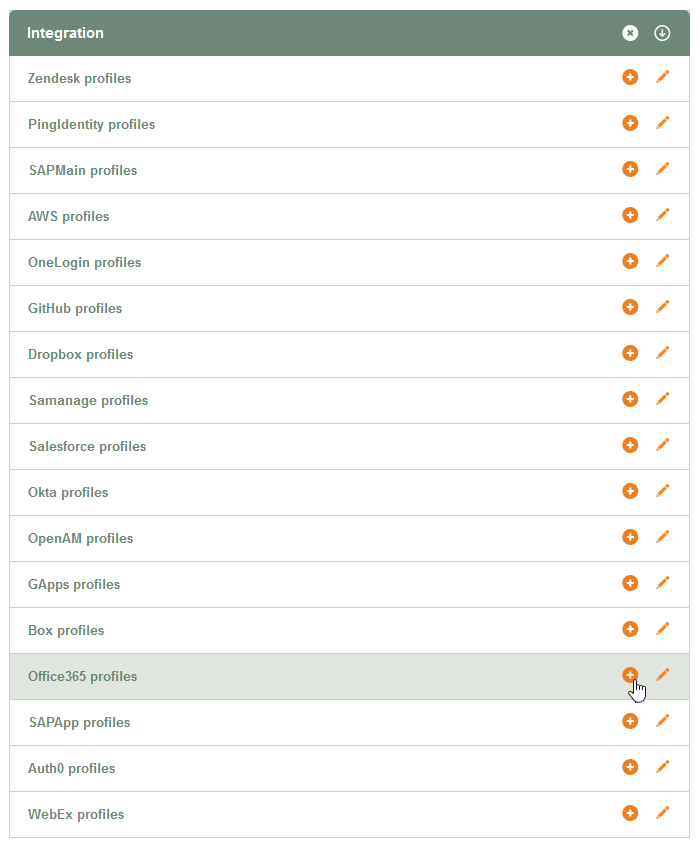 Integration
Zendesk profiles
PingIdentity profiles
SAPMain profiles
AWS profiles
OneLogin profiles
GitHub profiles
Dropbox profiles
Samanage profiles
Salesforce profiles
Okta profiles
OpenAM profiles
GApps profiles
Box profiles
Office365 profiles
SAPApp profiles
Auth0 profiles
WebEx profiles